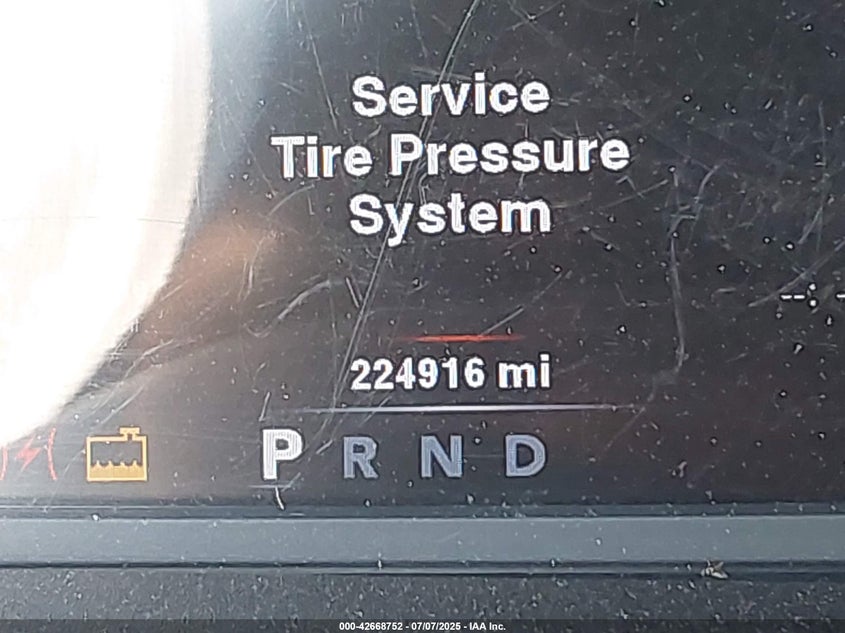 Service
Tire Pressure
System
--:-
224916 mi
P R N D
000-42668752 - 07/07/2025 - IAA Inc.